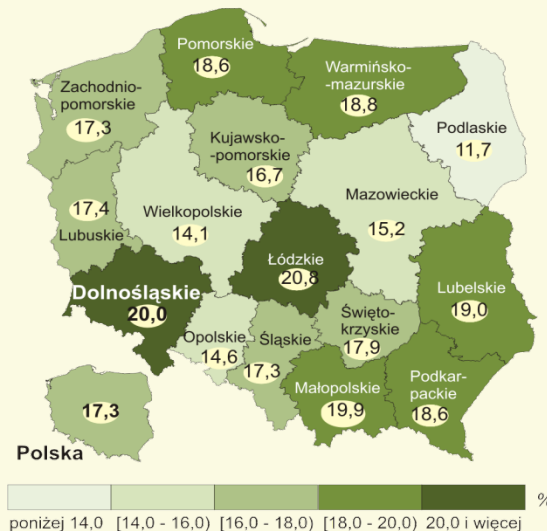 Pomorskie
18,6
Warmińsko-
-mazurskie
18,8
Zachodnio-
pomorskie
17,3
Podlaskie
11,7
Kujawsko-
-pomorskie
16,7
Mazowieckie
15,2
17,4
Lubuskie
Wielkopolskie
14,1
Łódzkie
20,8
Dolnośląskie
20,0
Lubelskie
19,0
Opolskie
14,6
Śląskie
17,3
Święto-
krzyskie
17,9
Małopolskie
19,9
Podkar-
packie
18,6
17,3
Polska
%
poniżej 14,0 [14,0 - 16,0) [16,0 - 18,0) [18,0 - 20,0) 20,0 i więcej